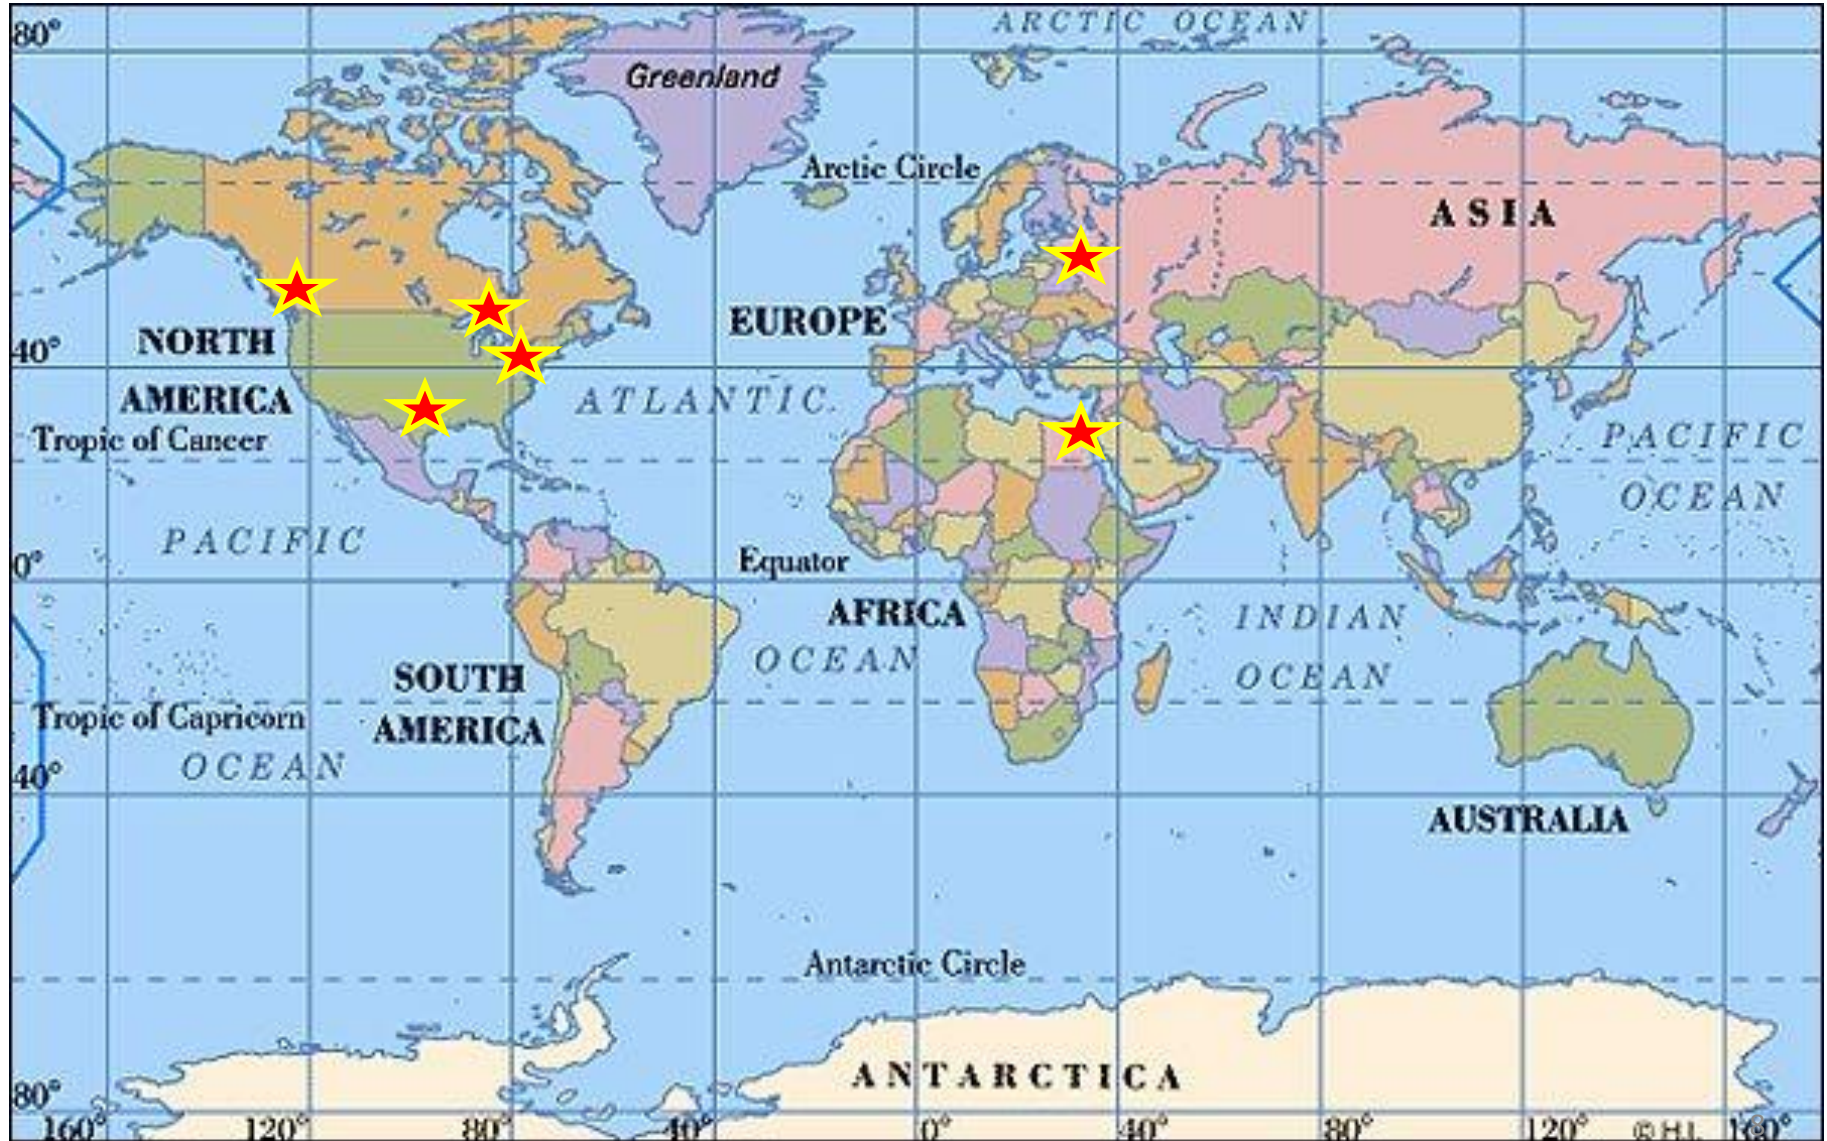 ARCTIC OCEAN
80°
Greenland
Arctic Circle
ASIA
EUROPE
NORTH
40°
AMERICA
ATLANTIC
Tropic of Cancer
PACIFIC
OCEAN
PACIFIC
Equator
0°
AFRICA
INDIAN
OCEAN
OCEAN
SOUTH
Tropic of Capricorn
AMERICA
OCEAN
40°
AUSTRALIA
Antarctic Circle
ANTARCTICA
80°
160° 120° 80° 40° 0° 40° 80° 120° ©H.I. 160°